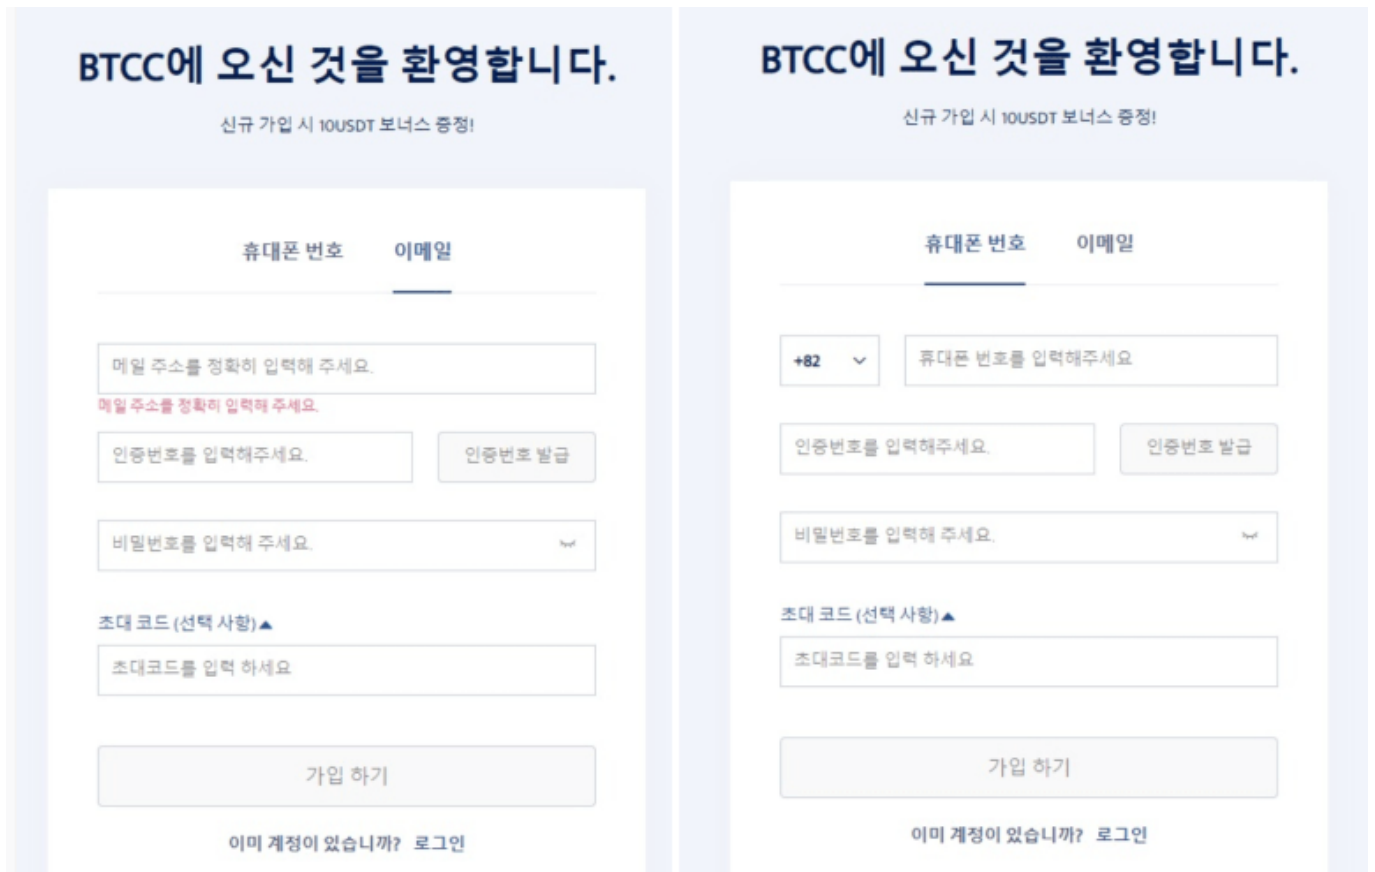 BTCC에 오신 것을 환영합니다.
신규 가입 시 10USDT 보너스 증정!
휴대폰 번호 이메일
메일 주소를 정확히 입력해 주세요.
메일 주소를 정확히 입력해 주세요.
인증번호를 입력해주세요. 인증번호 발급
비밀번호를 입력해 주세요.
초대 코드 (선택 사항)▲
초대코드를 입력 하세요
가입 하기
이미 계정이 있습니까? 로그인
BTCC에 오신 것을 환영합니다.
신규 가입 시 10USDT 보너스 증정!
휴대폰 번호 이메일
+82 휴대폰 번호를 입력해주세요
인증번호를 입력해주세요. 인증번호 발급
비밀번호를 입력해 주세요.
초대 코드 (선택 사항)▲
초대코드를 입력 하세요
가입 하기
이미 계정이 있습니까? 로그인